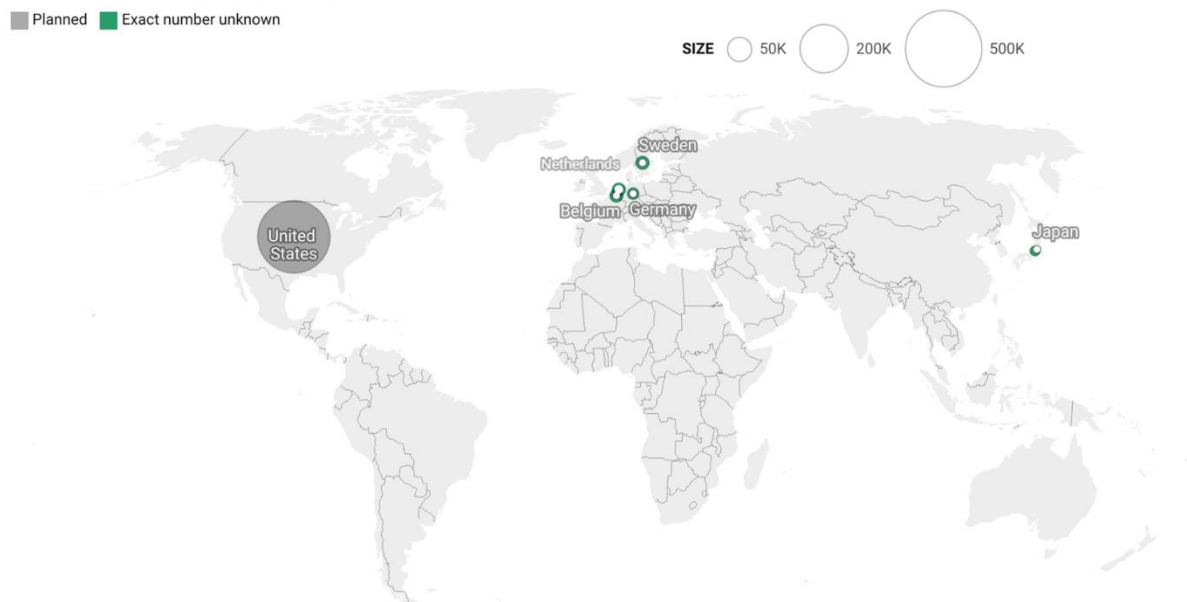 Planned Exact number unknown
SIZE 50K 200K 500K
Sweden
Netherlands
Belgium Germany
Japan
United
States